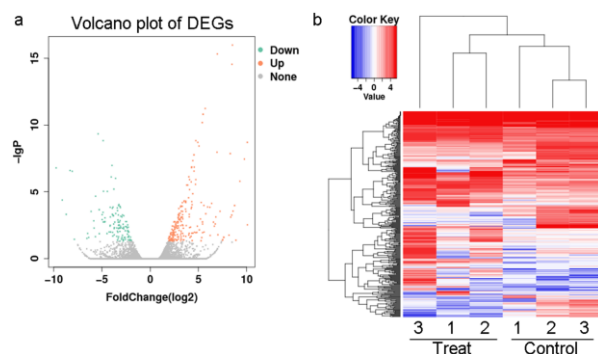 a
Volcano plot of DEGs
Down
Up
None
15
10
5
0
-lgP
-10 -5 0 5 10
FoldChange(log2)
b
Color Key
-4 0 4
Value
3 1 2 1 2 3
Treat Control